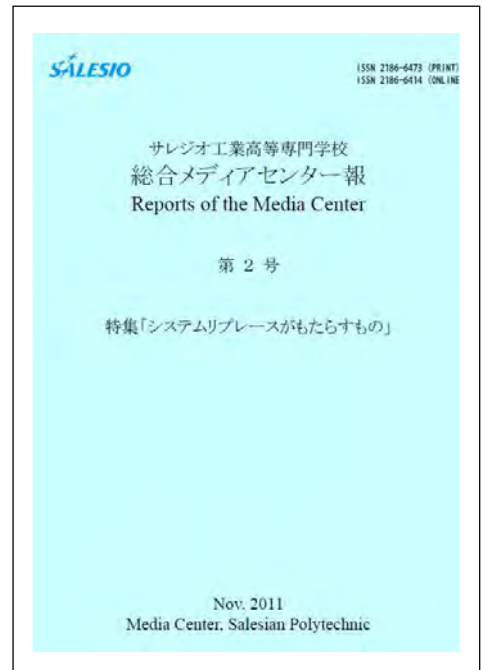 SALESIO
ISSN 2186-6473 (PRINT)
ISSN 2186-6414 (ONLINE
サレジオ工業高等専門学校
総合メディアセンター報
Reports of the Media Center
第 2 号
特集「システムリプレースがもたらすもの」
Nov. 2011
Media Center, Salesian Polytechnic